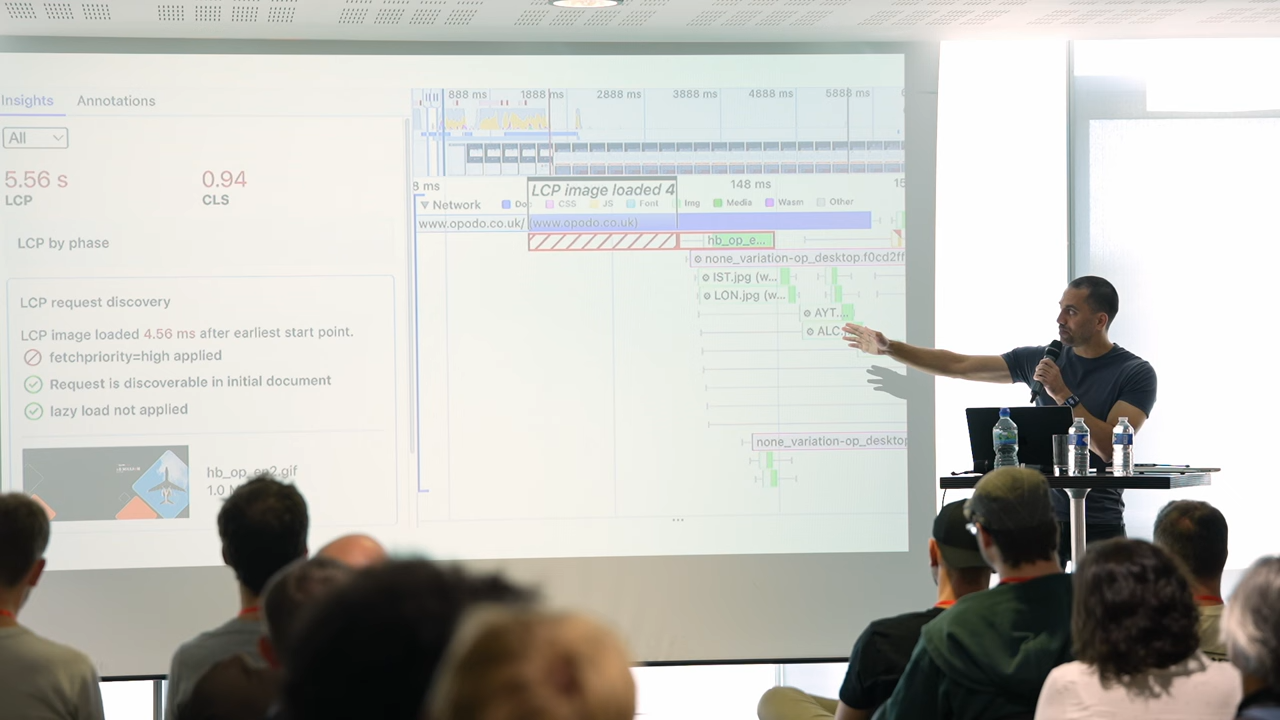 Insights Annotations
All
5.56 s 0.94
LCP CLS
LCP by phase
LCP request discovery
LCP image loaded 4.56 ms after earliest start point.
fetchpriority=high applied
Request is discoverable in initial document
lazy load not applied
hb_op_en2.gif
1.0
888 ms 1888 ms 2888 ms 3888 ms 4888 ms 5888 ms
8 ms 148 ms 15
LCP image loaded 4
Network CSS JS Font Img Media Wasm Other
www.opodo.co.uk/ (www.opodo.co.uk)
hb_op_e...
none_variation-op_desktop.f0cd2ff
IST.jpg (w...
LON.jpg (w...
AYT....
ALC
none_variation-op_desktop